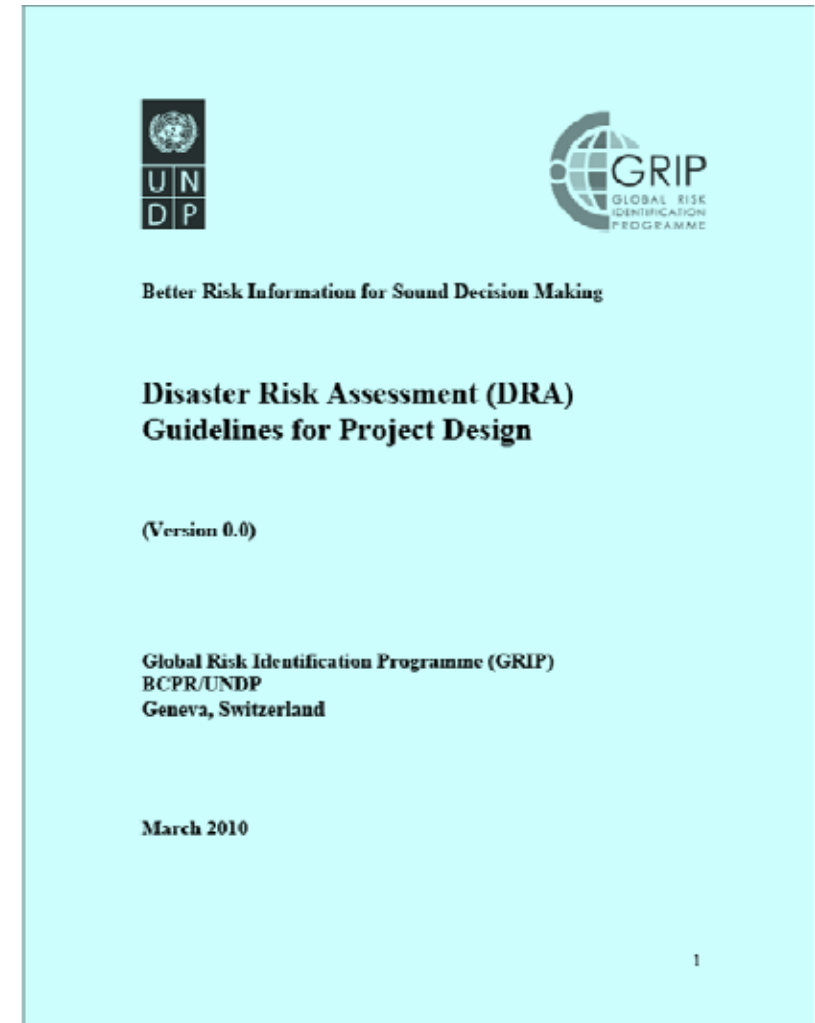 U N
D P
GRIP
GLOBAL RISK
IDENTIFICATION
PROGRAMME
Better Risk Information for Sound Decision Making
Disaster Risk Assessment (DRA)
Guidelines for Project Design
(Version 0.0)
Global Risk Identification Programme (GRIP)
BCPR/UNDP
Geneva, Switzerland
March 2010
1